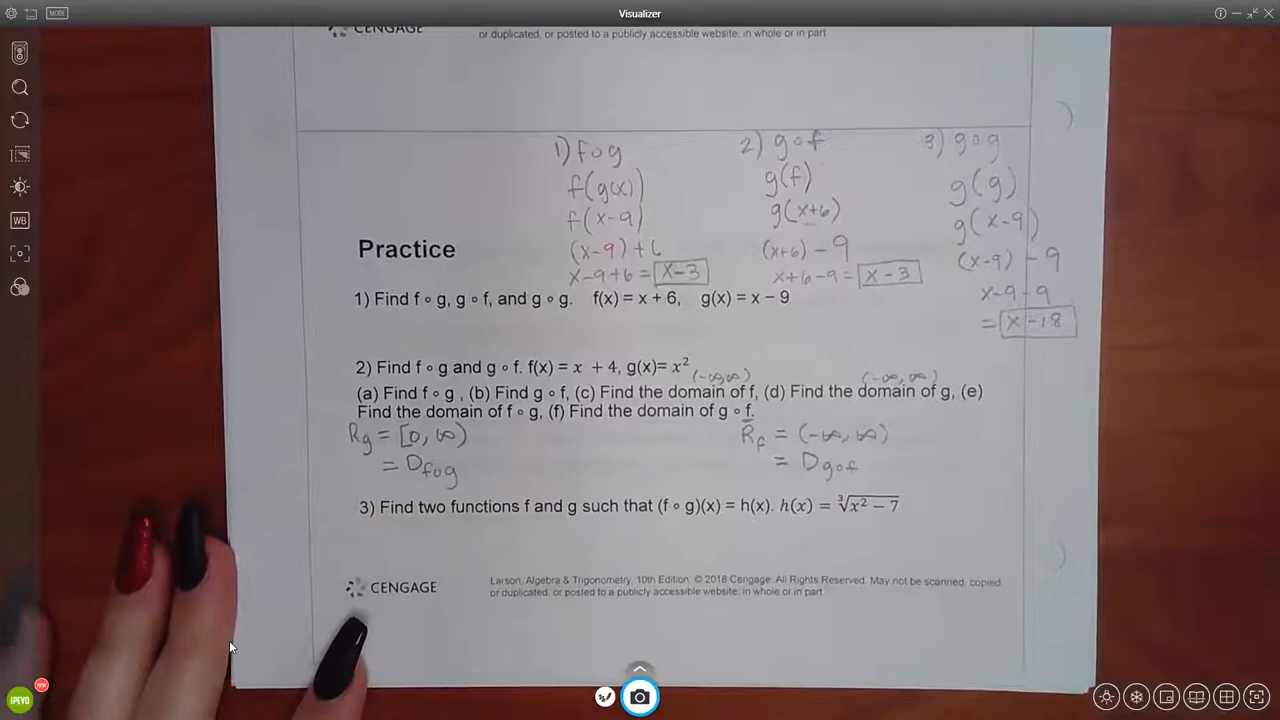 MODE
Visualizer
WB
CENGAGE
or duplicated, or posted to a publicly accessible website, in whole or in part
1) f∘g
f(g(x))
f(x-9)
(x-9)+6
x-9+6 = x-3
2) g∘f
g(f)
g(x+6)
(x+6) - 9
x+6-9 = x-3
3) g∘g
g(g)
g(x-9)
(x-9) - 9
x-9-9
= x-18
Practice
1) Find f ∘ g, g ∘ f, and g ∘ g. f(x) = x + 6, g(x) = x − 9
2) Find f ∘ g and g ∘ f. f(x) = x + 4, g(x)= x²
(-∞,∞) (-∞,∞)
(a) Find f ∘ g , (b) Find g ∘ f, (c) Find the domain of f, (d) Find the domain of g, (e)
Find the domain of f ∘ g, (f) Find the domain of g ∘ f.
Rg = [0, ∞)
= Df∘g
Rf = (-∞, ∞)
= Dg∘f
3) Find two functions f and g such that (f ∘ g)(x) = h(x). h(x) = ∛(x² − 7)
CENGAGE
Larson, Algebra & Trigonometry, 10th Edition. © 2018 Cengage. All Rights Reserved. May not be scanned, copied
or duplicated, or posted to a publicly accessible website, in whole or in part
IPEVO
new